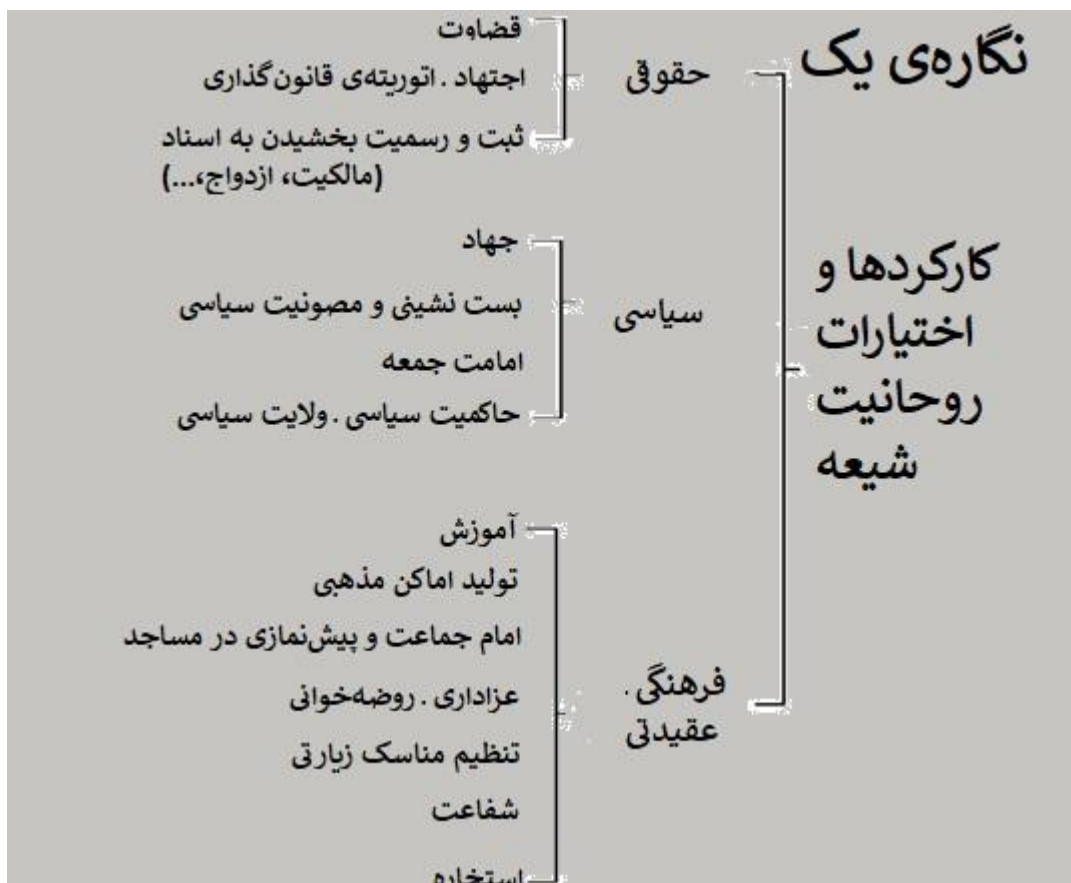 نگاره‌ی یک
کارکردها و
اختیارات
روحانیت
شیعه
حقوقی
قضاوت
اجتهاد . اتوریته‌ی قانون‌گذاری
ثبت و رسمیت بخشیدن به اسناد
(مالکیت، ازدواج،...)
سیاسی
جهاد
بست نشینی و مصونیت سیاسی
امامت جمعه
حاکمیت سیاسی . ولایت سیاسی
فرهنگی .
عقیدتی
آموزش
تولید اماکن مذهبی
امام جماعت و پیش‌نمازی در مساجد
عزاداری . روضه‌خوانی
تنظیم مناسک زیارتی
شفاعت
استخاره